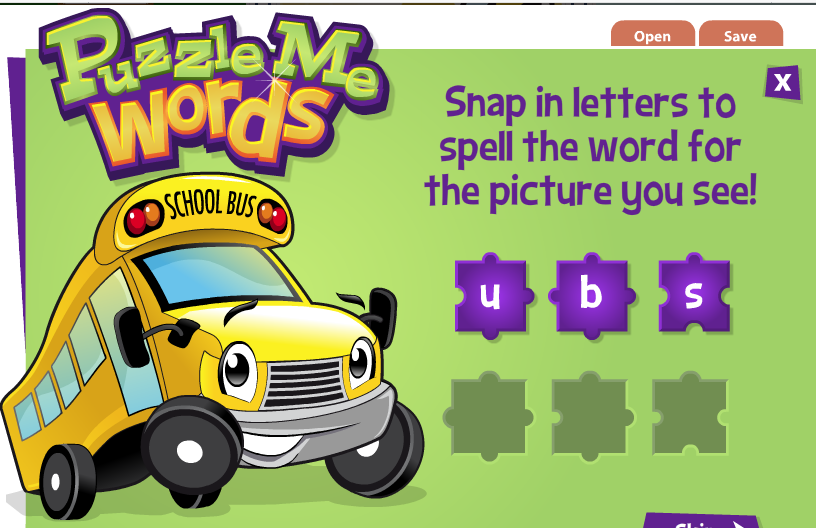 Puzzle Me
Words
Open
Save
X
Snap in letters to
spell the word for
the picture you see!
SCHOOL BUS
u b s